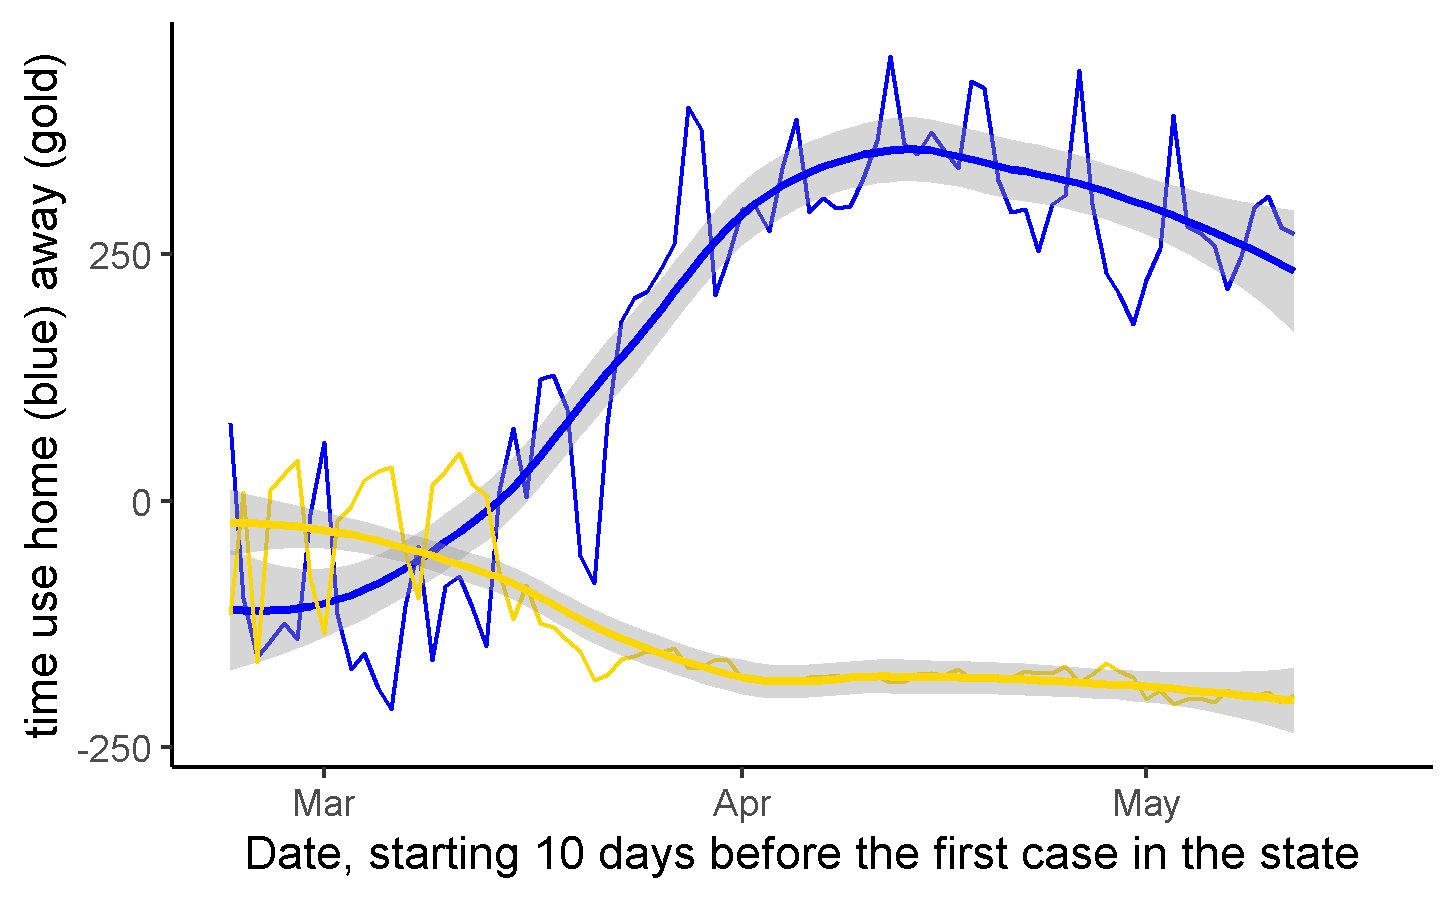 time use home (blue) away (gold)
250
0
-250
Mar
Apr
May
Date, starting 10 days before the first case in the state